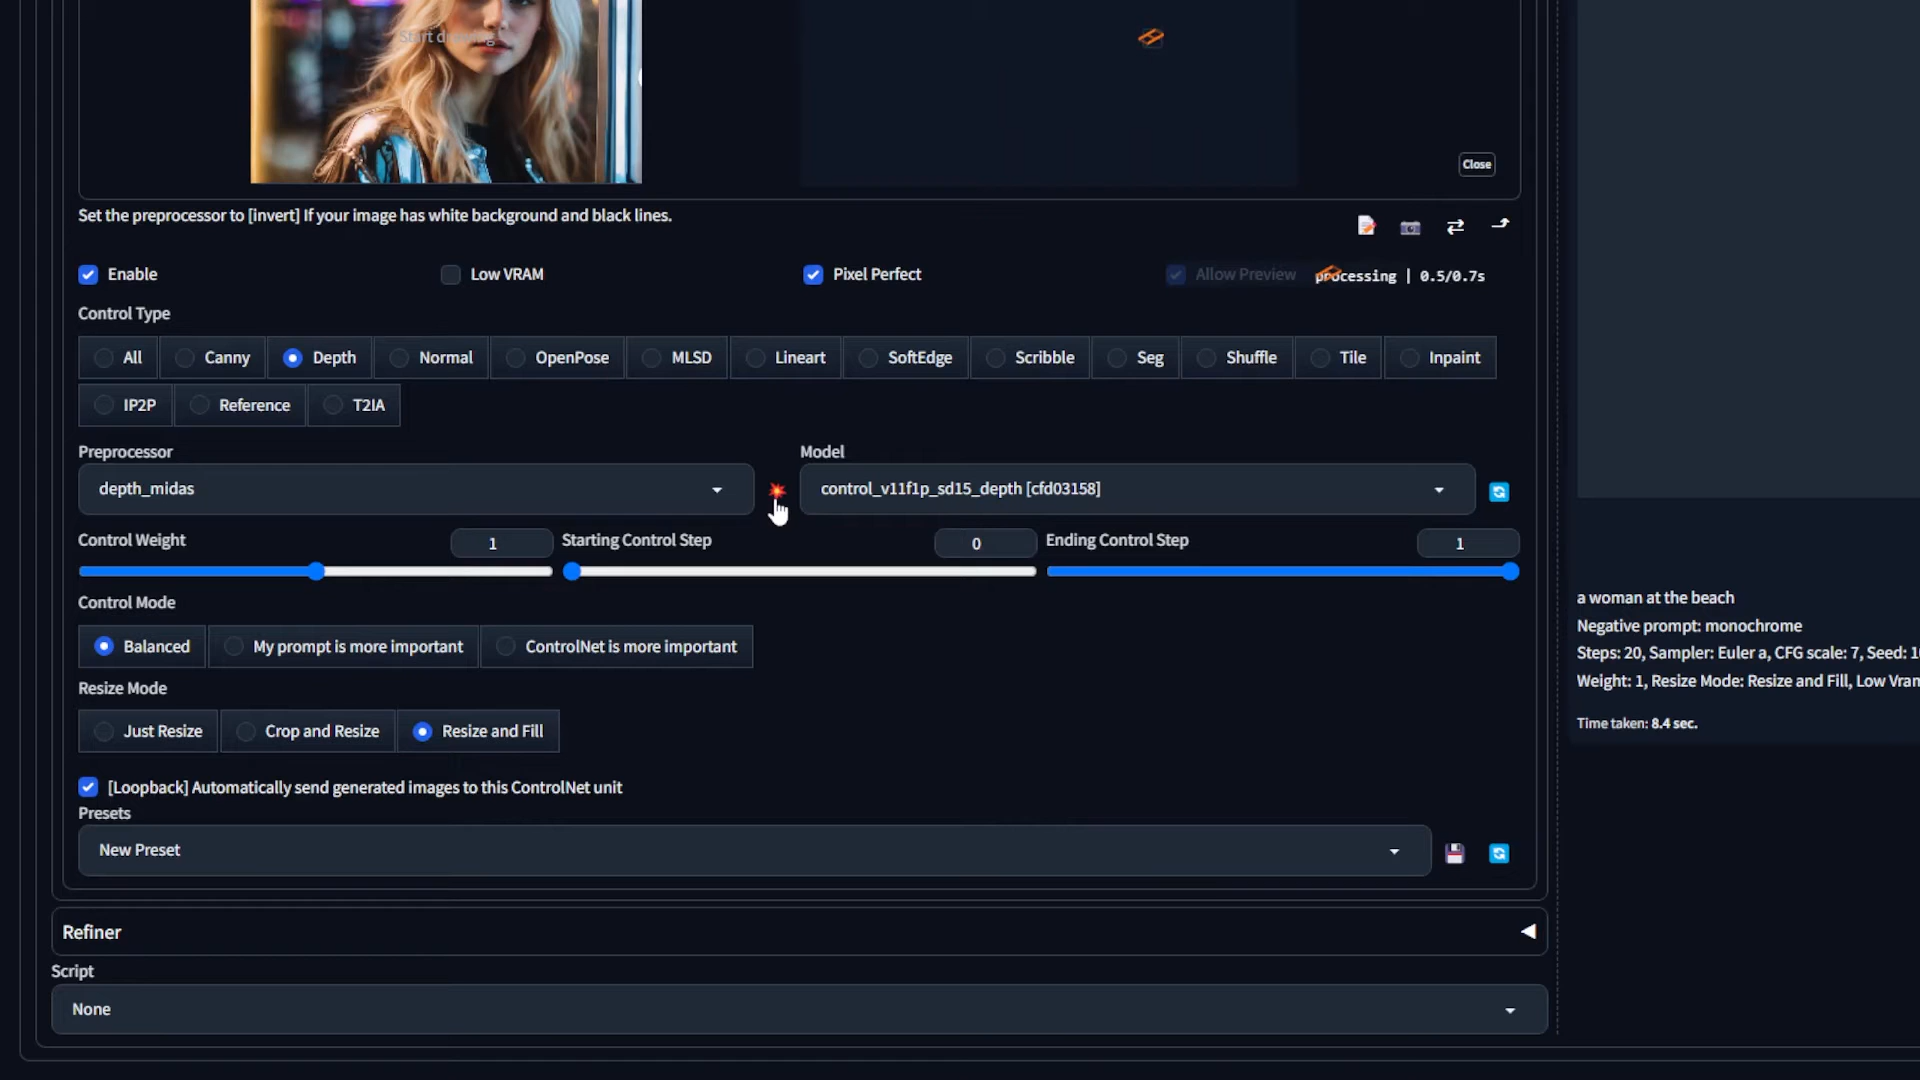 Start drawing
Close
Set the preprocessor to [invert] If your image has white background and black lines.
Enable
Low VRAM
Pixel Perfect
Allow Preview
processing | 0.5/0.7s
Control Type
All
Canny
Depth
Normal
OpenPose
MLSD
Lineart
SoftEdge
Scribble
Seg
Shuffle
Tile
Inpaint
IP2P
Reference
T2IA
Preprocessor
Model
depth_midas
control_v11f1p_sd15_depth [cfd03158]
Control Weight
1
Starting Control Step
0
Ending Control Step
1
Control Mode
Balanced
My prompt is more important
ControlNet is more important
Resize Mode
Just Resize
Crop and Resize
Resize and Fill
[Loopback] Automatically send generated images to this ControlNet unit
Presets
New Preset
Refiner
Script
None
a woman at the beach
Negative prompt: monochrome
Steps: 20, Sampler: Euler a, CFG scale: 7, Seed:
Weight: 1, Resize Mode: Resize and Fill, Low Vram
Time taken: 8.4 sec.